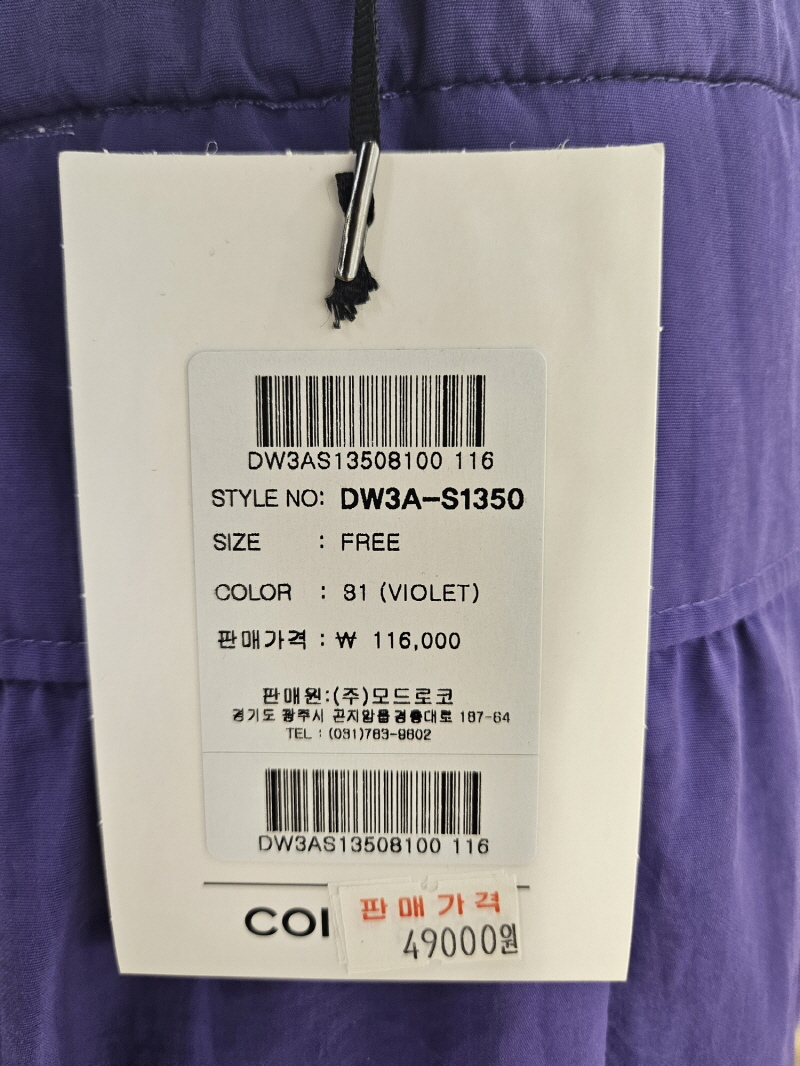 DW3AS13508100 116
STYLE NO: DW3A-S1350
SIZE : FREE
COLOR : 81 (VIOLET)
판매가격 : ₩ 116,000
판매원:(주)모드로코
경기도 광주시 곤지암읍경충대로 187-64
TEL : (031)783-9802
DW3AS13508100 116
COI
판매가격
49000원